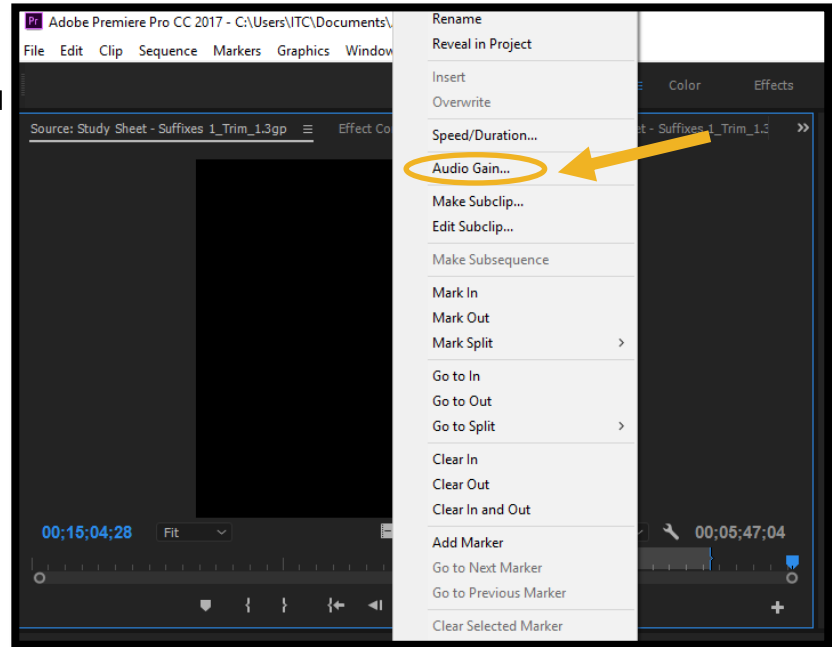 Pr Adobe Premiere Pro CC 2017 - C:\Users\ITC\Documents\
File Edit Clip Sequence Markers Graphics Window
Color Effects
Source: Study Sheet - Suffixes 1_Trim_1.3gp Effect Co
et - Suffixes 1_Trim_1.3
Rename
Reveal in Project
Insert
Overwrite
Speed/Duration...
Audio Gain...
Make Subclip...
Edit Subclip...
Make Subsequence
Mark In
Mark Out
Mark Split
Go to In
Go to Out
Go to Split
Clear In
Clear Out
Clear In and Out
Add Marker
Go to Next Marker
Go to Previous Marker
Clear Selected Marker
00;15;04;28 Fit
00;05;47;04